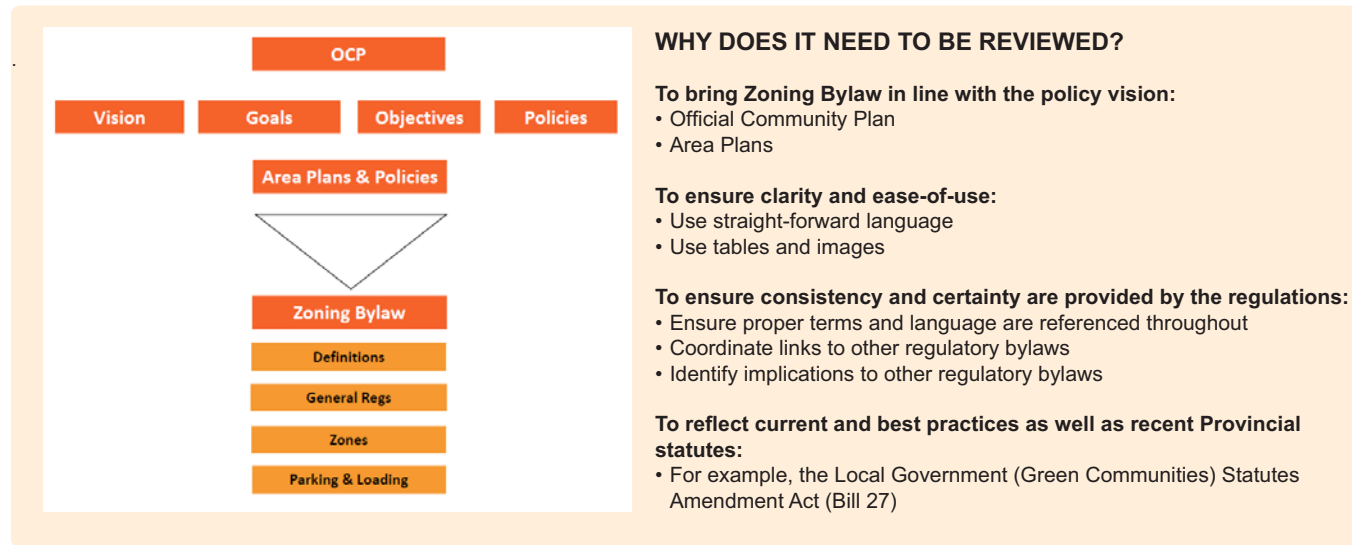 OCP
Vision Goals Objectives Policies
Area Plans & Policies
Zoning Bylaw
Definitions
General Regs
Zones
Parking & Loading
.
WHY DOES IT NEED TO BE REVIEWED?
To bring Zoning Bylaw in line with the policy vision:
• Official Community Plan
• Area Plans
To ensure clarity and ease-of-use:
• Use straight-forward language
• Use tables and images
To ensure consistency and certainty are provided by the regulations:
• Ensure proper terms and language are referenced throughout
• Coordinate links to other regulatory bylaws
• Identify implications to other regulatory bylaws
To reflect current and best practices as well as recent Provincial
statutes:
• For example, the Local Government (Green Communities) Statutes
Amendment Act (Bill 27)